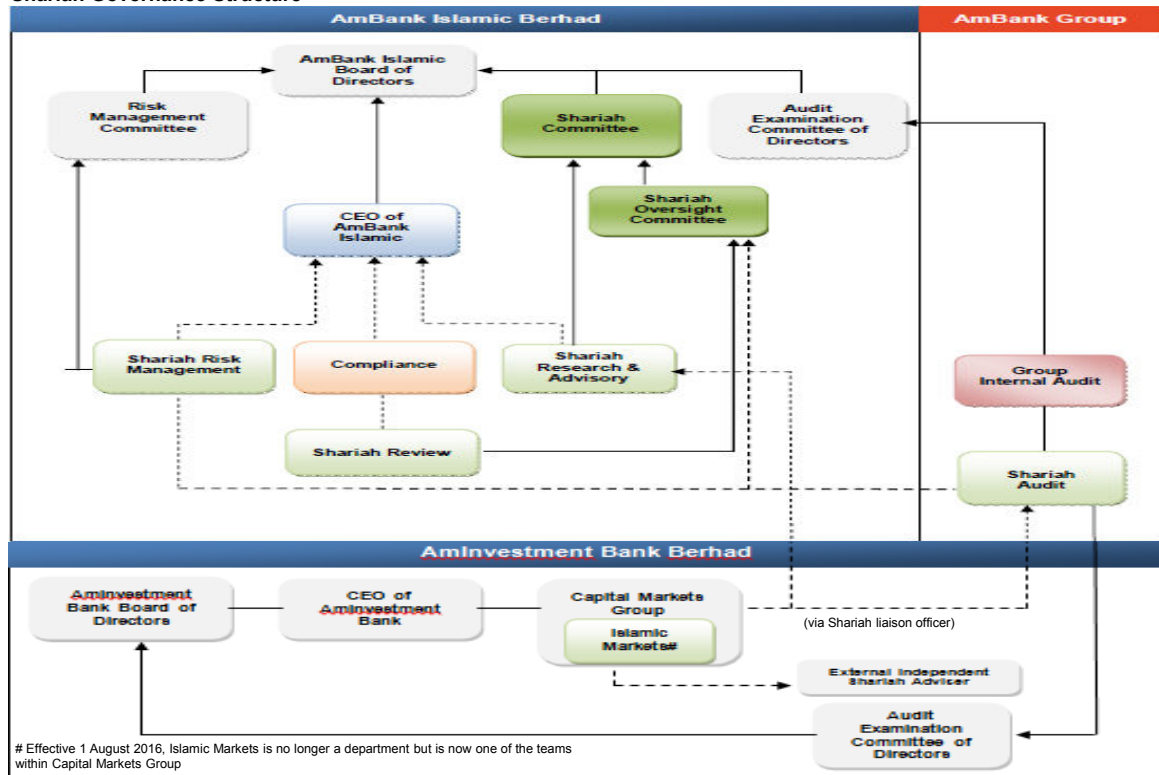 Shariah Governance Structure
AmBank Islamic Berhad
AmBank Group
AmBank Islamic
Board of
Directors
Risk
Management
Committee
Shariah
Committee
Audit
Examination
Committee of
Directors
Shariah
Oversight
Committee
CEO of
AmBank
Islamic
Shariah Risk
Management
Compliance
Shariah
Research &
Advisory
Group
Internal Audit
Shariah Review
Shariah
Audit
AmInvestment Bank Berhad
AmInvestment
Bank Board of
Directors
CEO of
AmInvestment
Bank
Capital Markets
Group
Islamic
Markets#
(via Shariah liaison officer)
External Independent
Shariah Adviser
Audit
Examination
Committee of
Directors
# Effective 1 August 2016, Islamic Markets is no longer a department but is now one of the teams
within Capital Markets Group